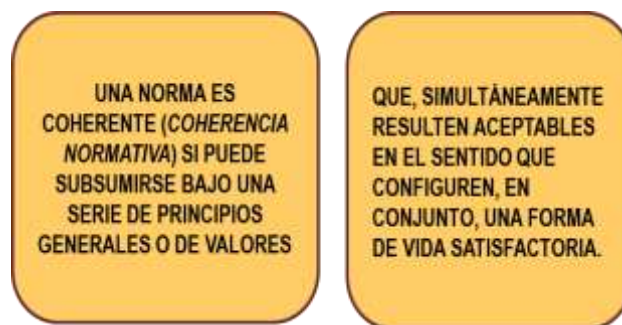 UNA NORMA ES
COHERENTE (COHERENCIA
NORMATIVA) SI PUEDE
SUBSUMIRSE BAJO UNA
SERIE DE PRINCIPIOS
GENERALES O DE VALORES
QUE, SIMULTÁNEAMENTE
RESULTEN ACEPTABLES
EN EL SENTIDO QUE
CONFIGUREN, EN
CONJUNTO, UNA FORMA
DE VIDA SATISFACTORIA.